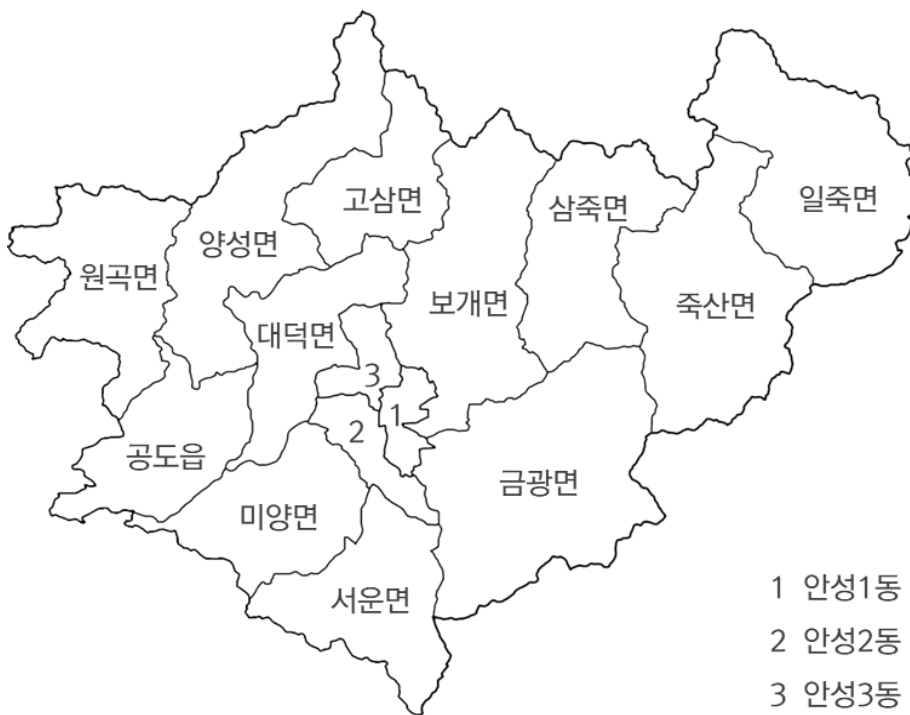 고삼면
삼죽면
일죽면
양성면
원곡면
보개면
죽산면
대덕면
3
1
2
공도읍
금광면
미양면
서운면
1 안성1동
2 안성2동
3 안성3동